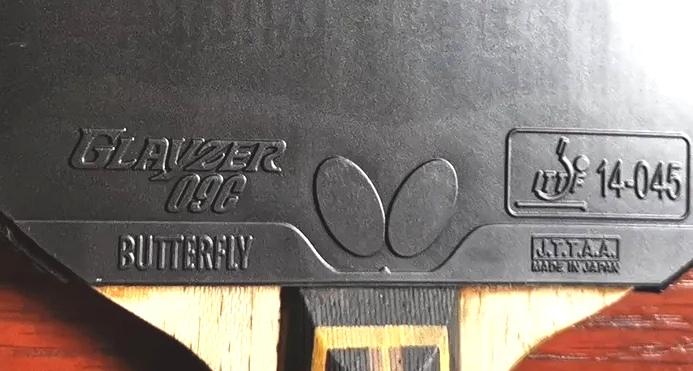 GLAYZER
09C
ITTF 14-045
BUTTERFLY
J.T.T.A.A.
MADE IN JAPAN